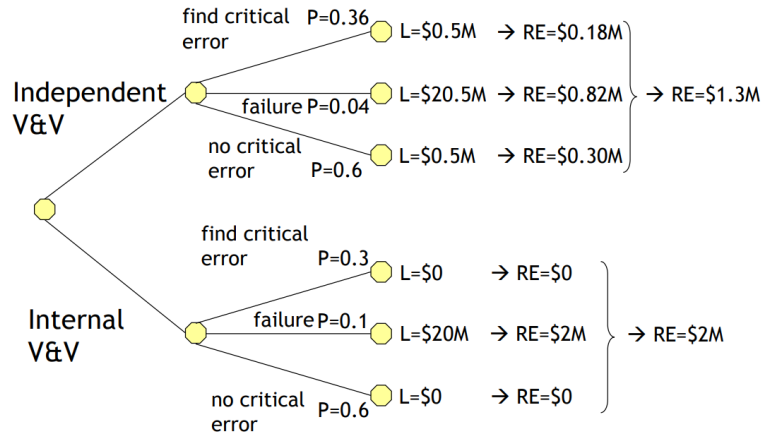 find critical P=0.36
error
L=$0.5M → RE=$0.18M
Independent
V&V
failure P=0.04
L=$20.5M → RE=$0.82M
→ RE=$1.3M
no critical
error
P=0.6
L=$0.5M → RE=$0.30M
find critical
error
P=0.3
L=$0 → RE=$0
Internal
V&V
failure P=0.1
L=$20M → RE=$2M
→ RE=$2M
no critical
error
P=0.6
L=$0 → RE=$0